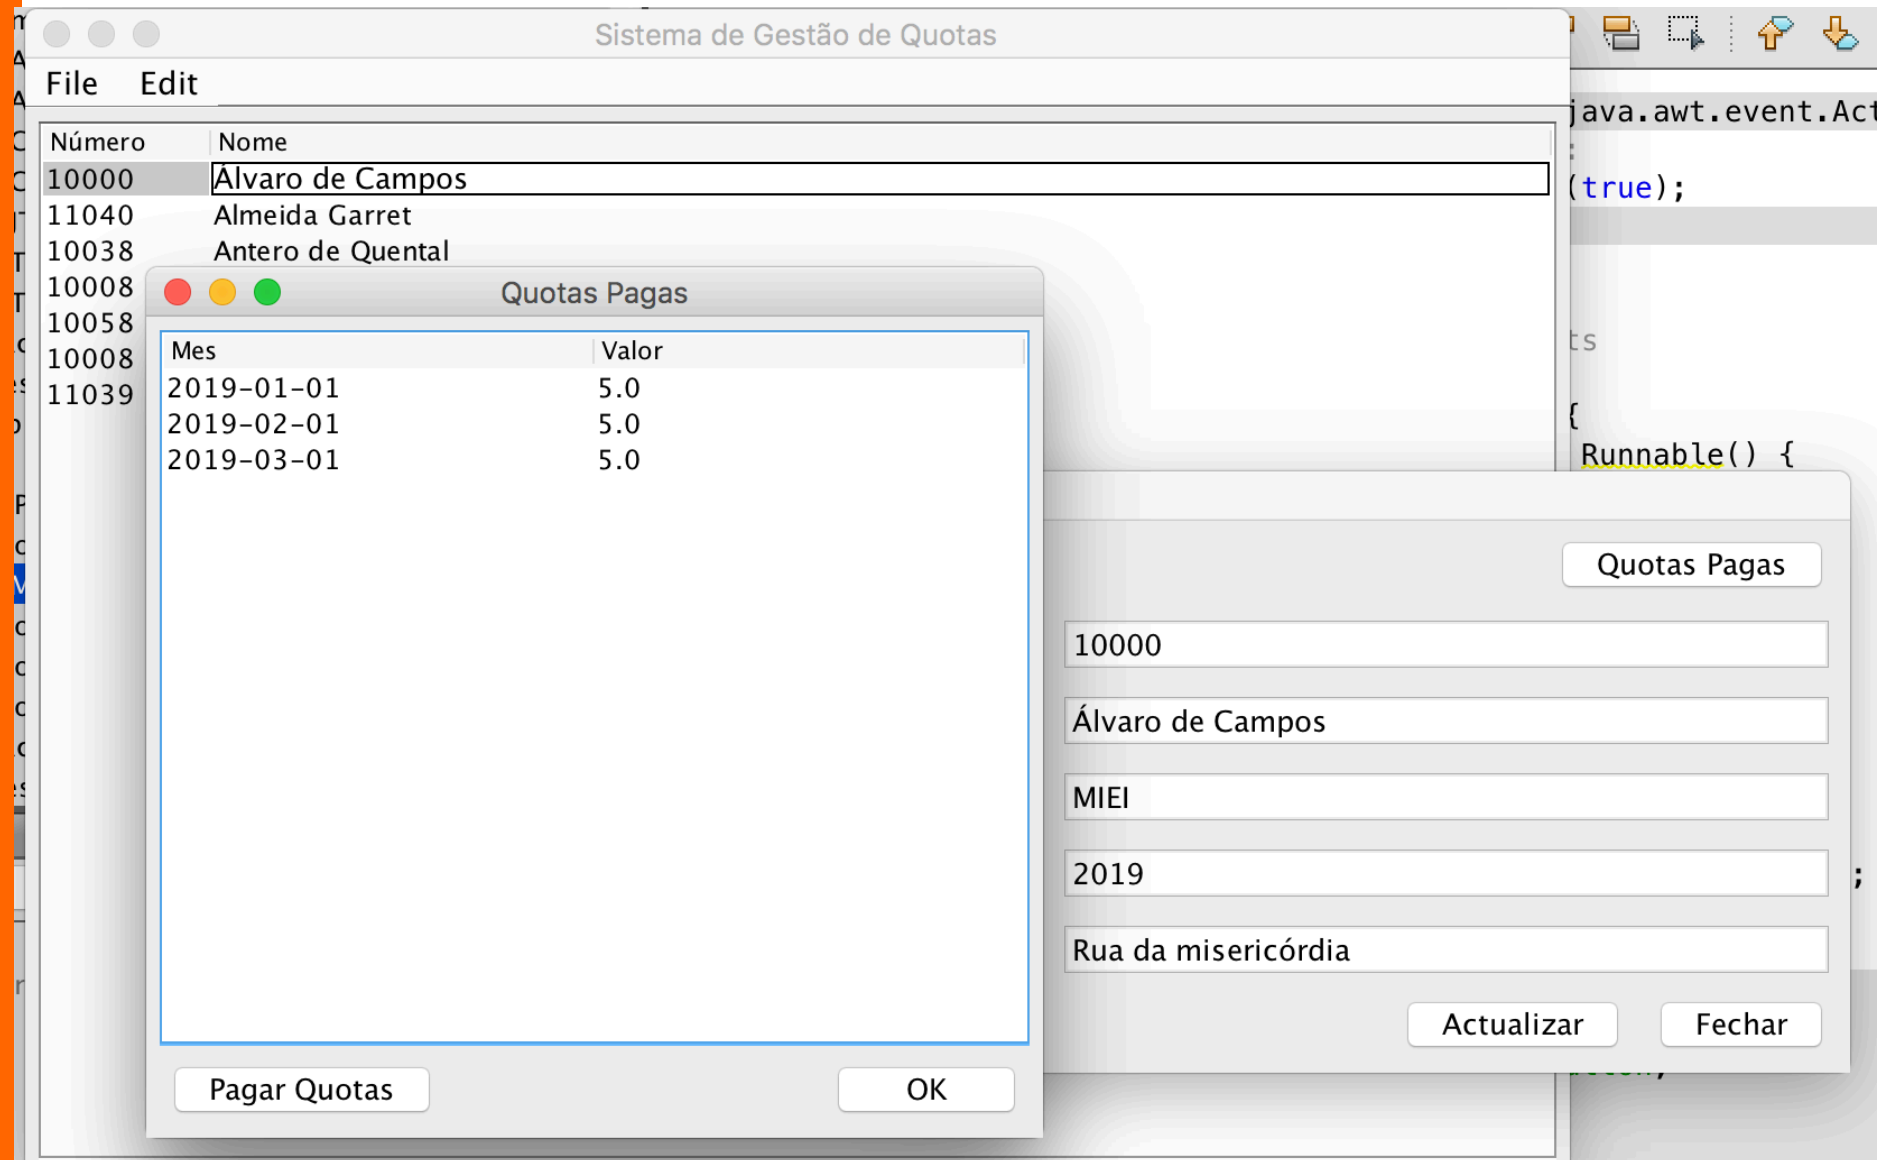 Sistema de Gestão de Quotas
File Edit
java.awt.event.Act
Número Nome
10000 Álvaro de Campos
(true);
11040 Almeida Garret
10038 Antero de Quental
10008
10058
10008
11039
Quotas Pagas
Mes Valor
2019-01-01 5.0
2019-02-01 5.0
2019-03-01 5.0
ts
{
Runnable() {
Quotas Pagas
10000
Álvaro de Campos
MIEI
2019
;
Rua da misericórdia
Actualizar Fechar
Pagar Quotas OK